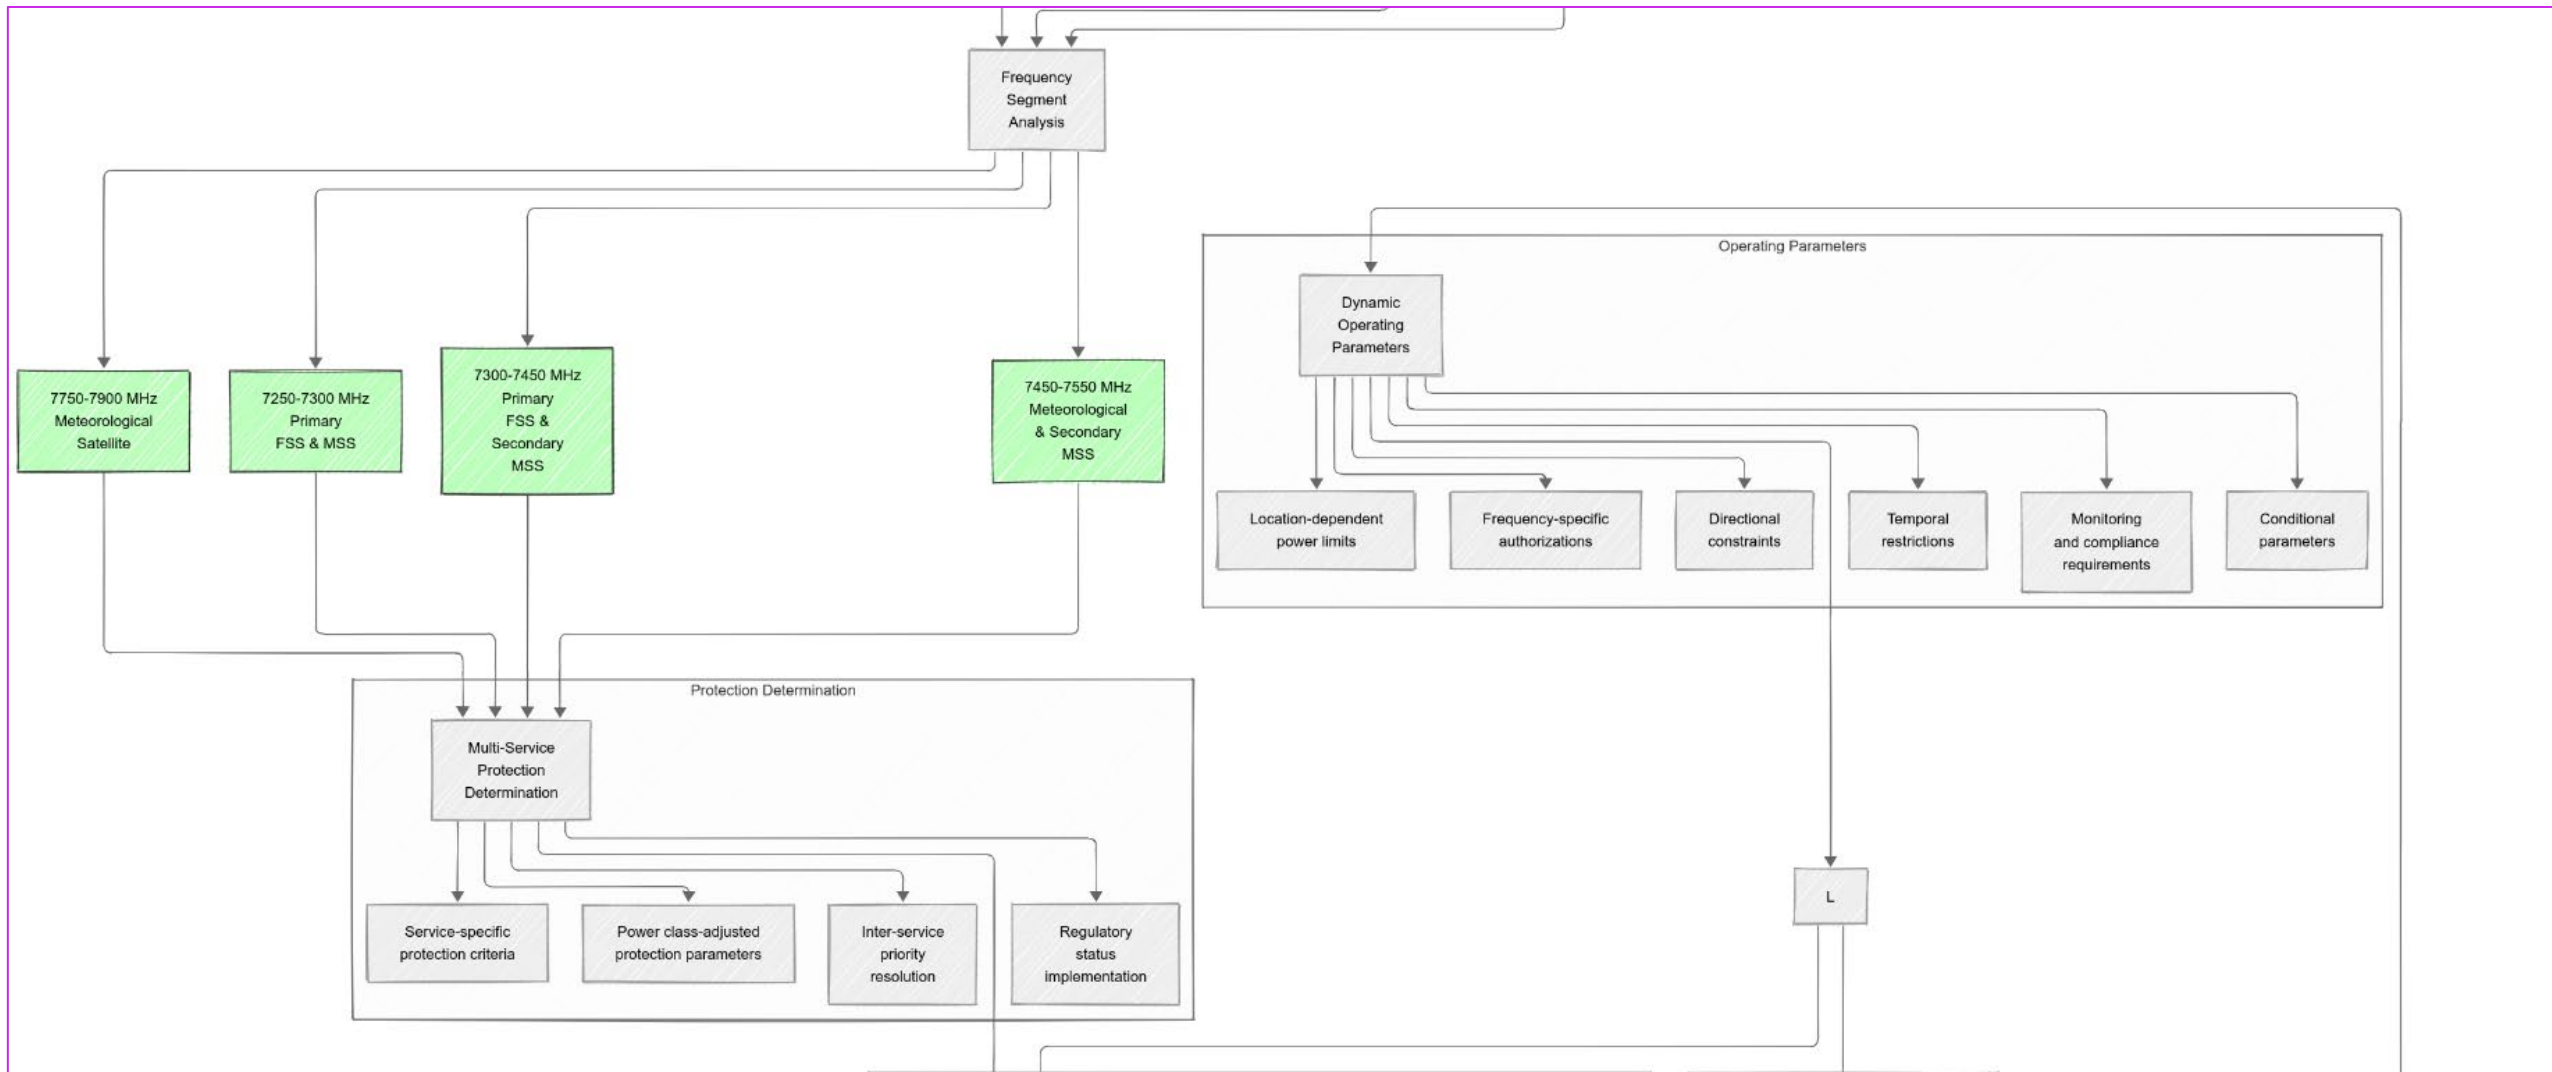 Frequency
Segment
Analysis
Operating Parameters
Dynamic
Operating
Parameters
7750-7900 MHz
Meteorological
Satellite
7250-7300 MHz
Primary
FSS & MSS
7300-7450 MHz
Primary
FSS &
Secondary
MSS
7450-7550 MHz
Meteorological
& Secondary
MSS
Location-dependent
power limits
Frequency-specific
authorizations
Directional
constraints
Temporal
restrictions
Monitoring
and compliance
requirements
Conditional
parameters
Protection Determination
Multi-Service
Protection
Determination
Service-specific
protection criteria
Power class-adjusted
protection parameters
Inter-service
priority
resolution
Regulatory
status
implementation
L